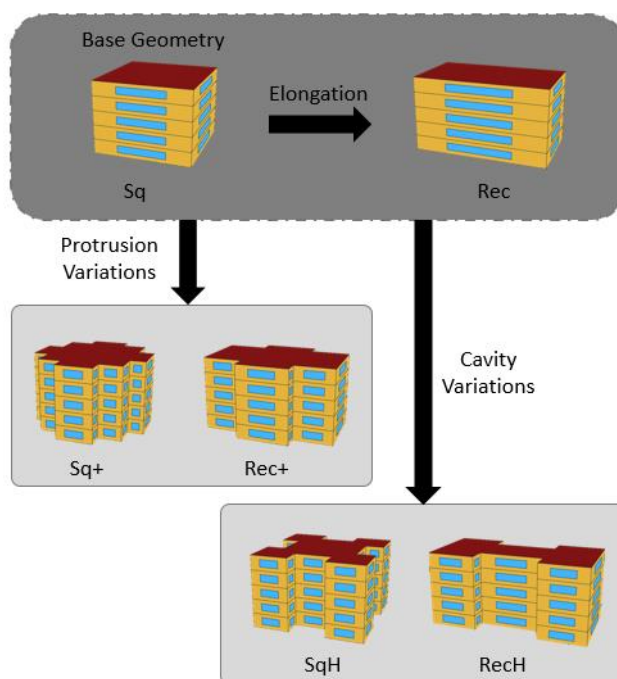 Base Geometry
Elongation
Sq
Rec
Protrusion
Variations
Cavity
Variations
Sq+
Rec+
SqH
RecH